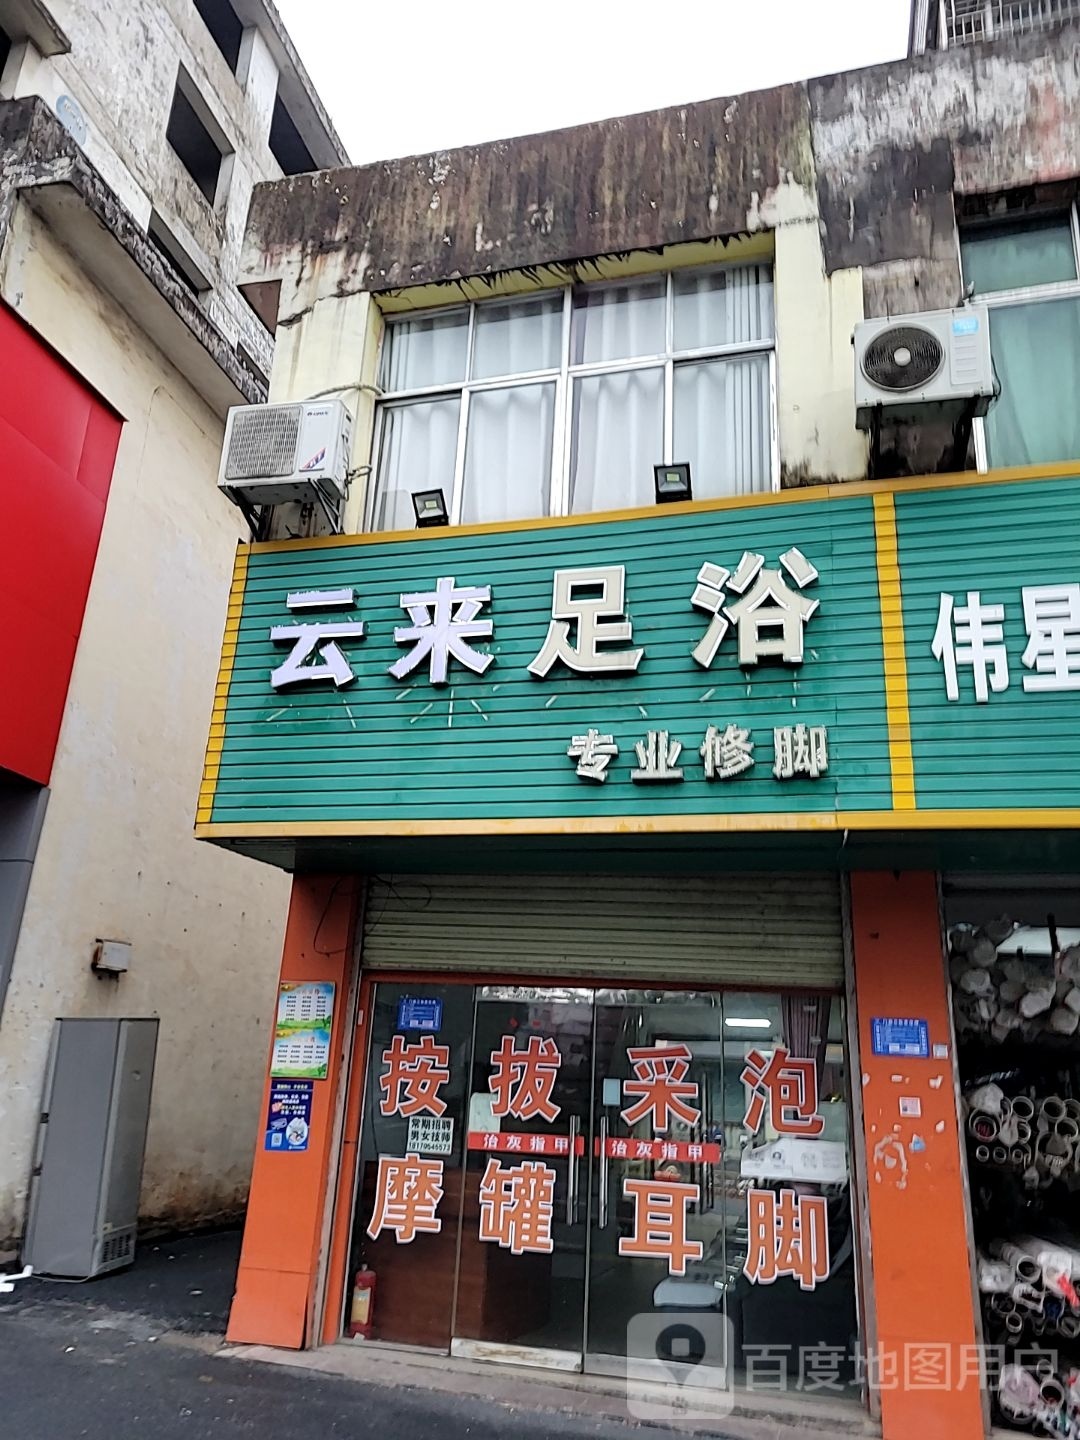 云来足浴
专业修脚
伟星
按摩
拔罐
采耳
泡脚
常期招聘
男女技师
治灰指甲
治灰指甲
百度地图用户